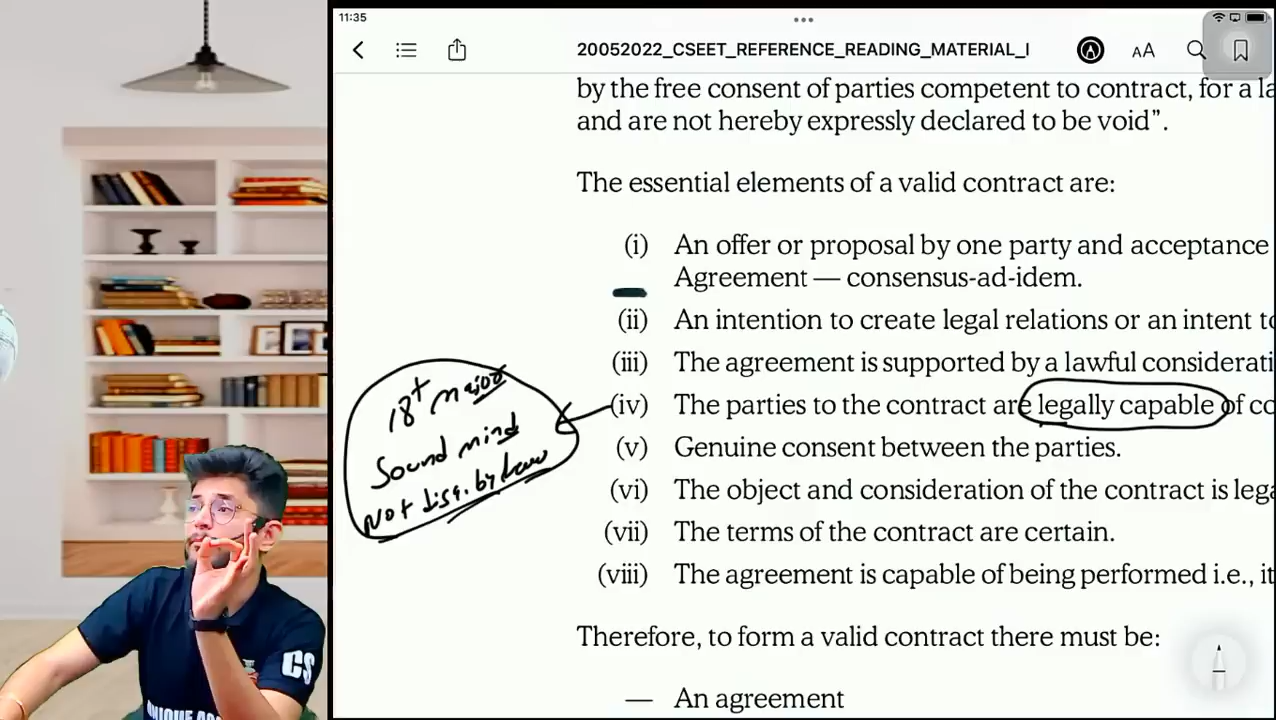 11:35
20052022_CSEET_REFERENCE_READING_MATERIAL_I
AA
by the free consent of parties competent to contract, for a la
and are not hereby expressly declared to be void”.
The essential elements of a valid contract are:
(i) An offer or proposal by one party and acceptance
Agreement — consensus-ad-idem.
(ii) An intention to create legal relations or an intent to
(iii) The agreement is supported by a lawful considerati
(iv) The parties to the contract are legally capable of co
(v) Genuine consent between the parties.
(vi) The object and consideration of the contract is lega
(vii) The terms of the contract are certain.
(viii) The agreement is capable of being performed i.e., it
Therefore, to form a valid contract there must be:
— An agreement
18+ major
Sound mind
Not disq. by law
CS
UNIQUE